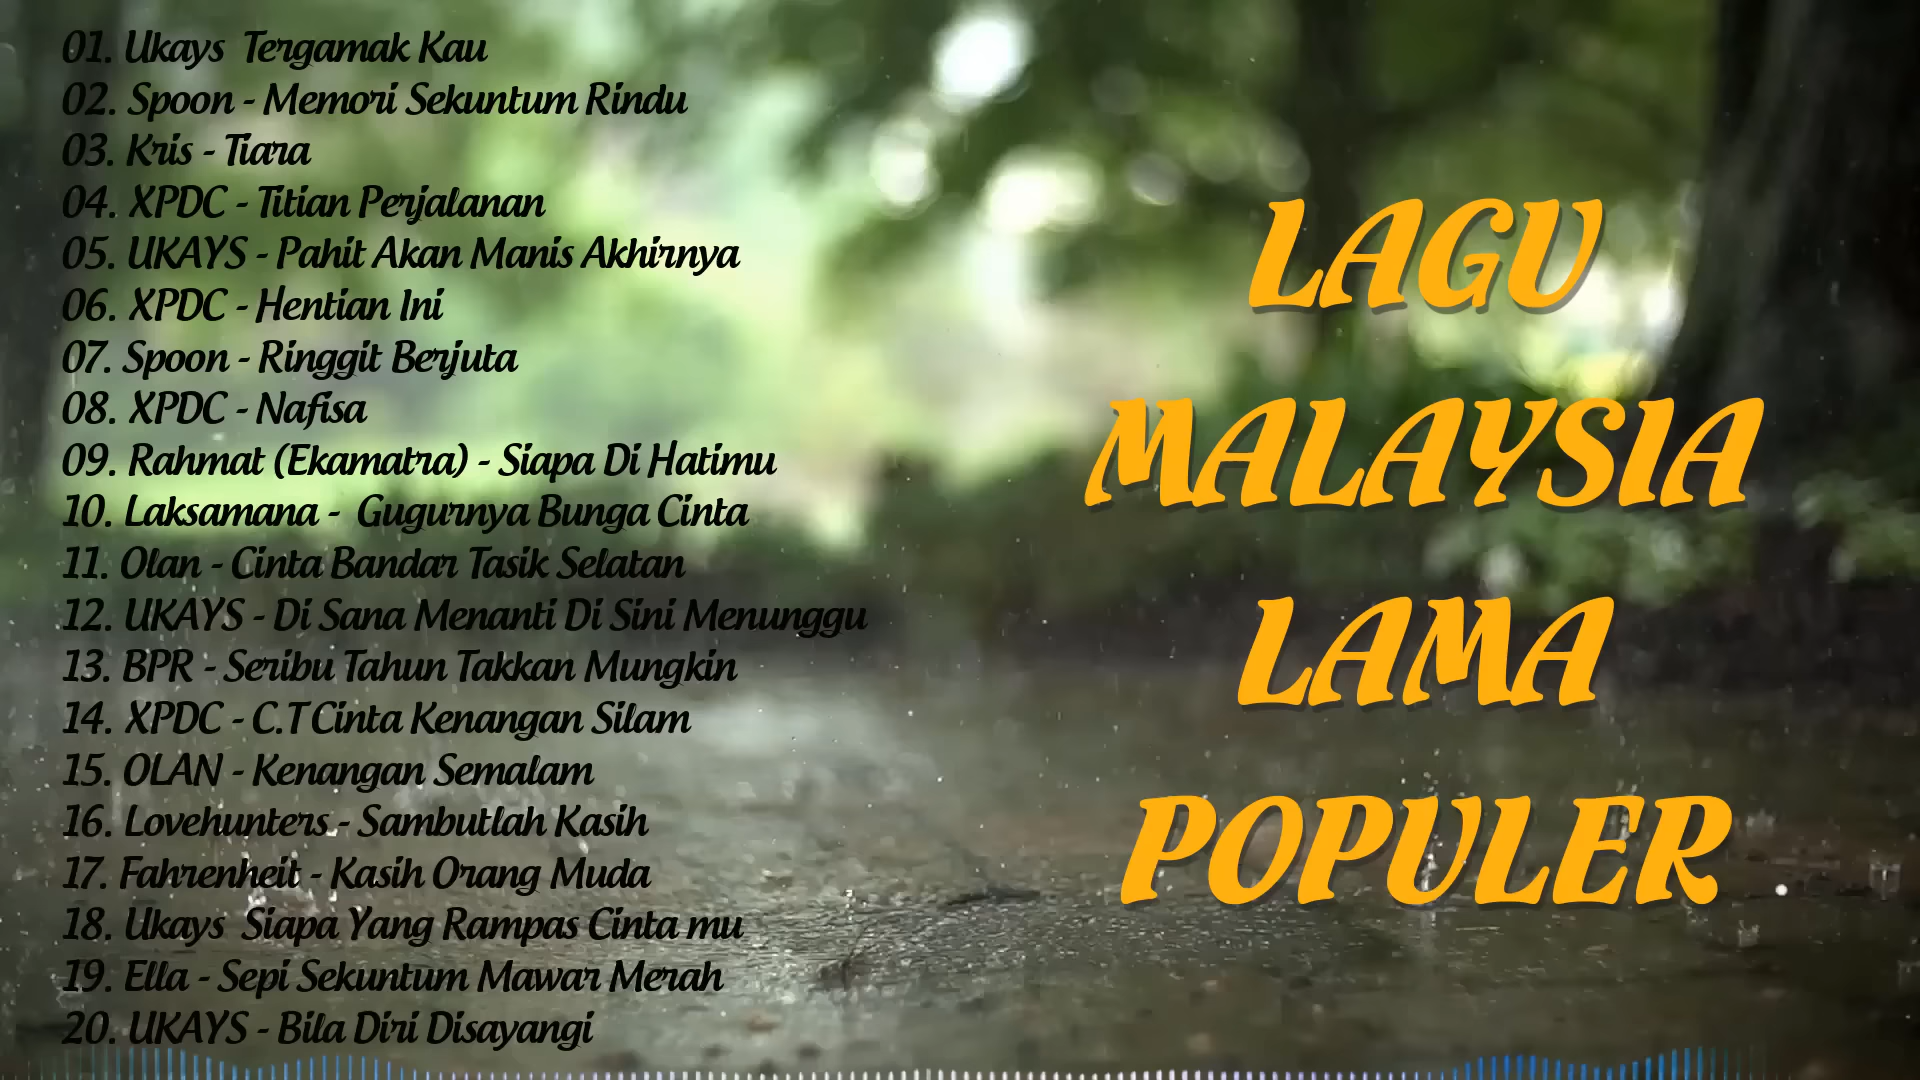 01. Ukays  Tergamak Kau
02. Spoon - Memori Sekuntum Rindu
03. Kris - Tiara
04. XPDC - Titian Perjalanan
05. UKAYS - Pahit Akan Manis Akhirnya
06. XPDC - Hentian Ini
07. Spoon - Ringgit Berjuta
08. XPDC - Nafisa
09. Rahmat (Ekamatra) - Siapa Di Hatimu
10. Laksamana -  Gugurnya Bunga Cinta
11. Olan - Cinta Bandar Tasik Selatan
12. UKAYS - Di Sana Menanti Di Sini Menunggu
13. BPR - Seribu Tahun Takkan Mungkin
14. XPDC - C.T Cinta Kenangan Silam
15. OLAN - Kenangan Semalam
16. Lovehunters - Sambutlah Kasih
17. Fahrenheit - Kasih Orang Muda
18. Ukays  Siapa Yang Rampas Cinta mu
19. Ella - Sepi Sekuntum Mawar Merah
20. UKAYS - Bila Diri Disayangi
LAGU
MALAYSIA
LAMA
POPULER